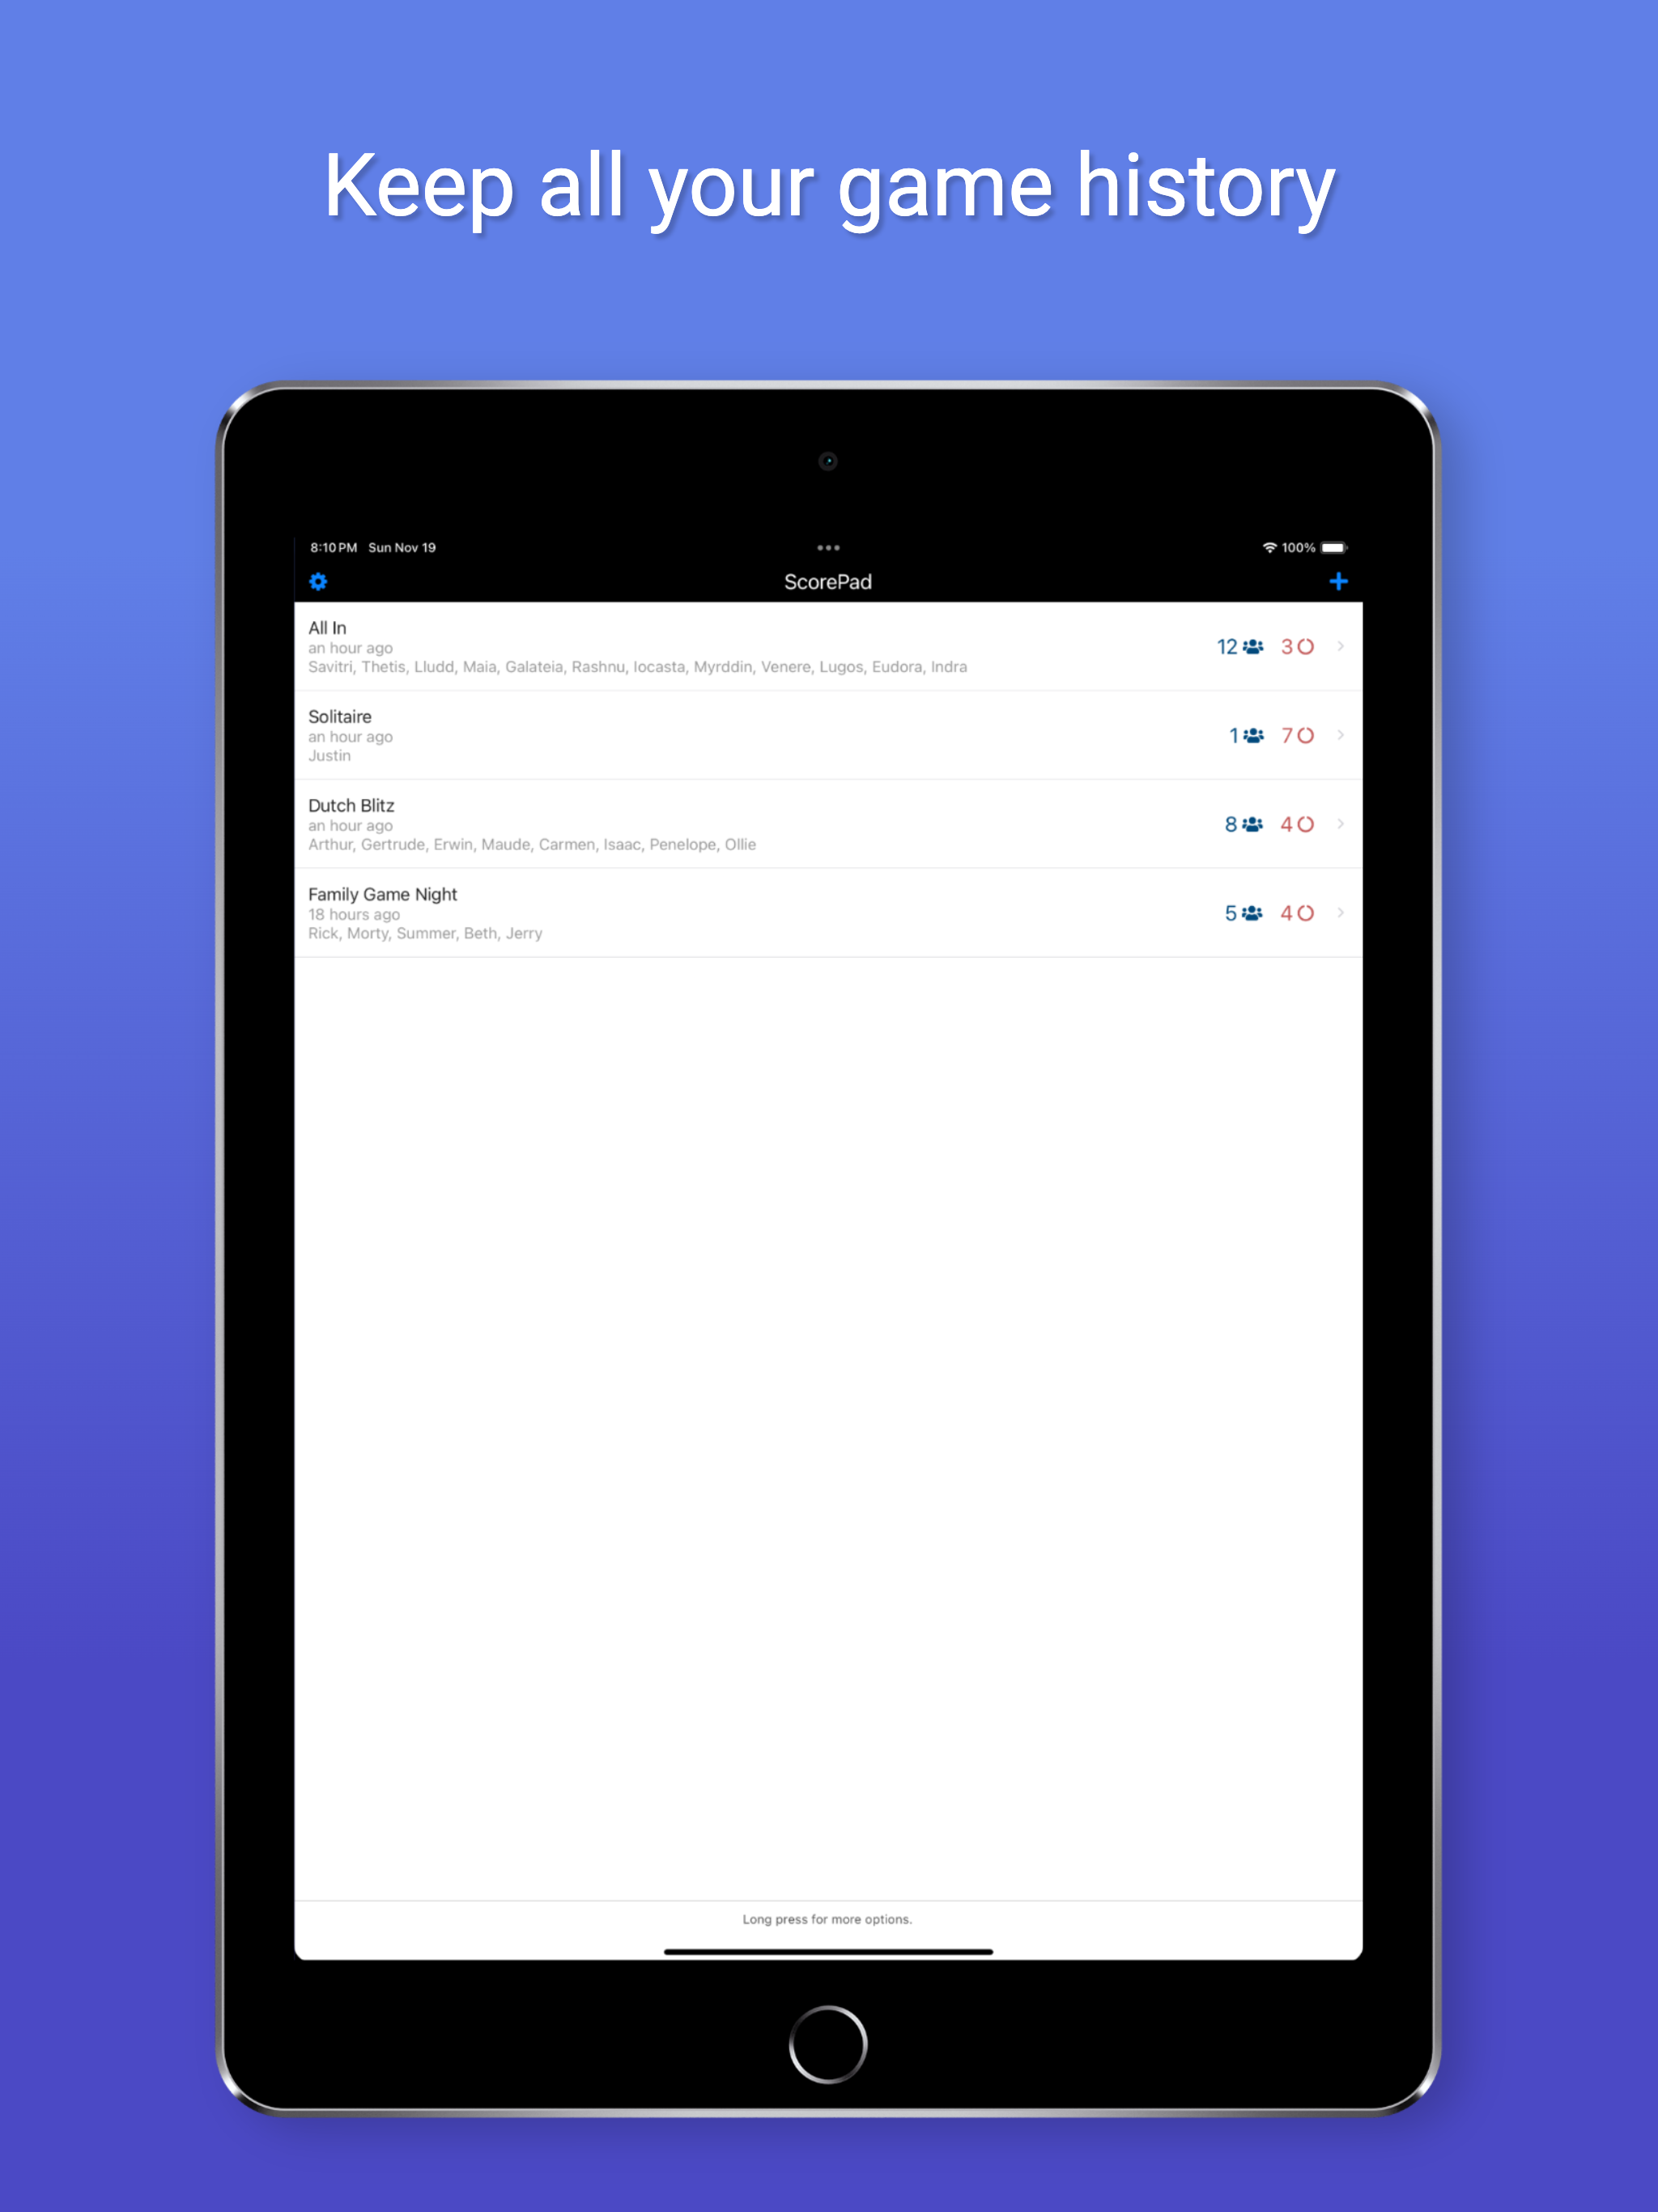 Keep all your game history
8:10 PM Sun Nov 19
100%
ScorePad
All In
an hour ago
Savitri, Thetis, Lludd, Maia, Galateia, Rashnu, Iocasta, Myrddin, Venere, Lugos, Eudora, Indra
12 3
Solitaire
an hour ago
Justin
1 7
Dutch Blitz
an hour ago
Arthur, Gertrude, Erwin, Maude, Carmen, Isaac, Penelope, Ollie
8 4
Family Game Night
18 hours ago
Rick, Morty, Summer, Beth, Jerry
5 4
Long press for more options.